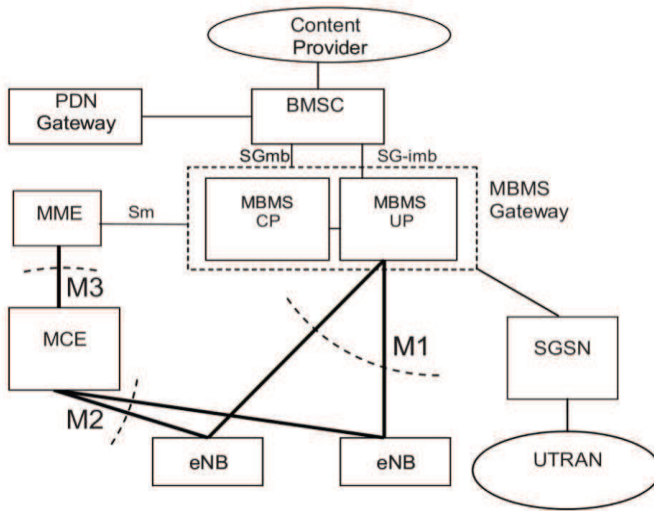 Content
Provider
PDN
Gateway
BMSC
SGmb
SG-imb
MBMS
Gateway
MME
Sm
MBMS
CP
MBMS
UP
M3
MCE
M1
SGSN
M2
eNB
eNB
UTRAN